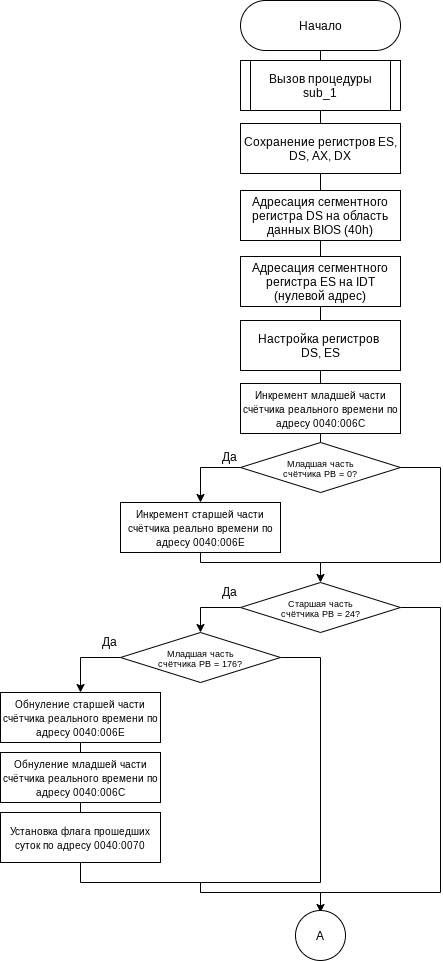 Начало
Вызов процедуры
sub_1
Сохранение регистров ES,
DS, AX, DX
Адресация сегментного
регистра DS на область
данных BIOS (40h)
Адресация сегментного
регистра ES на IDT
(нулевой адрес)
Настройка регистров
DS, ES
Инкремент младшей части
счётчика реального времени по
адресу 0040:006C
Да
Младшая часть
счётчика РВ = 0?
Инкремент старшей части
счётчика реально времени по
адресу 0040:006E
Да
Старшая часть
счётчика РВ = 24?
Да
Младшая часть
счётчика РВ = 176?
Обнуление старшей части
счётчика реального времени по
адресу 0040:006E
Обнуление младшей части
счётчика реального времени по
адресу 0040:006C
Установка флага прошедших
суток по адресу 0040:0070
А